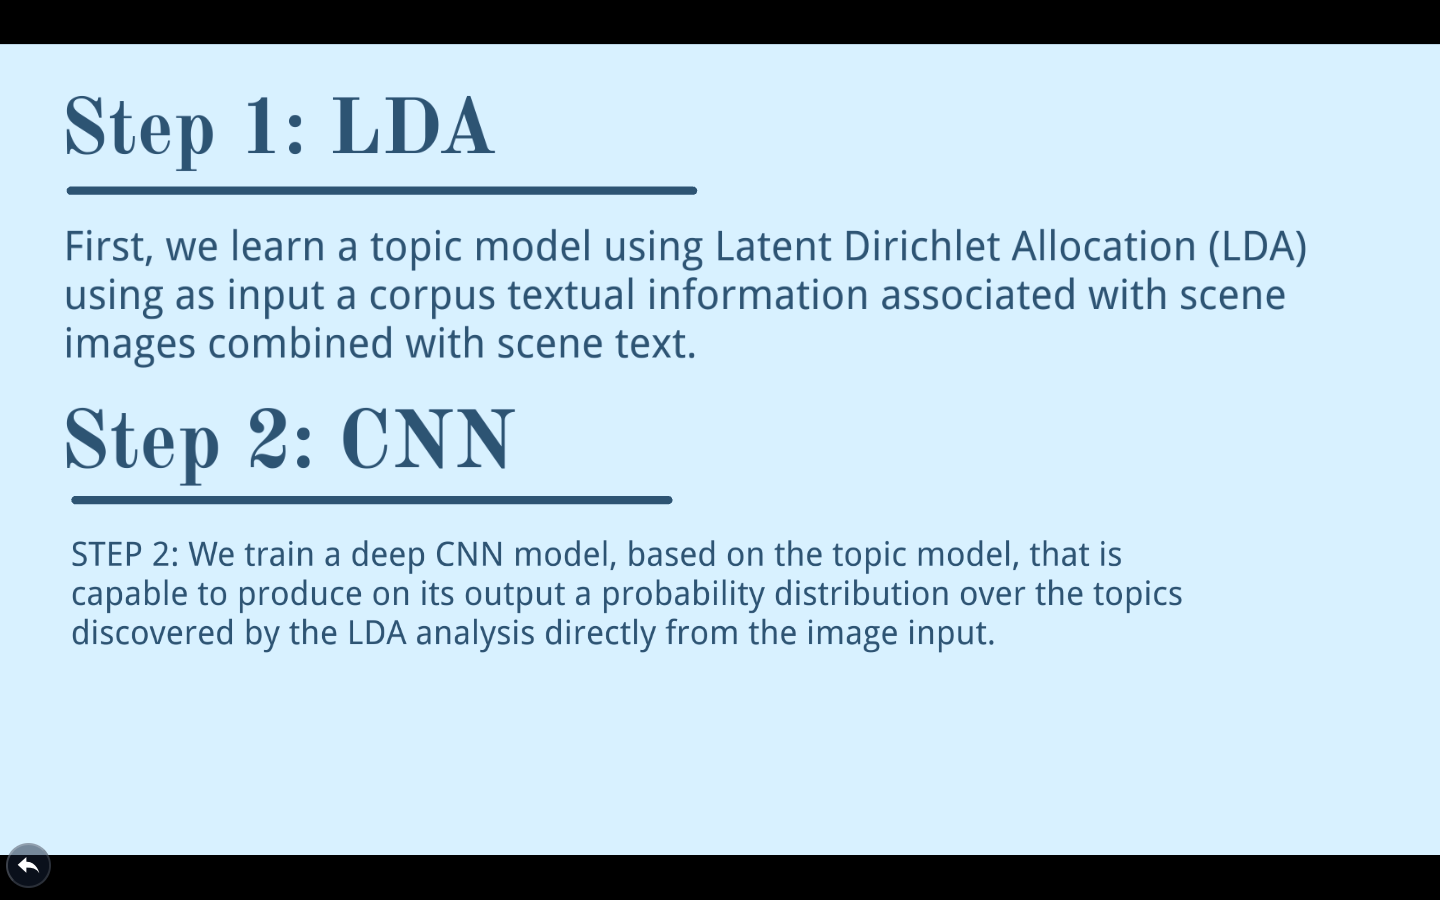 Step 1: LDA
First, we learn a topic model using Latent Dirichlet Allocation (LDA)
using as input a corpus textual information associated with scene
images combined with scene text.
Step 2: CNN
STEP 2: We train a deep CNN model, based on the topic model, that is
capable to produce on its output a probability distribution over the topics
discovered by the LDA analysis directly from the image input.